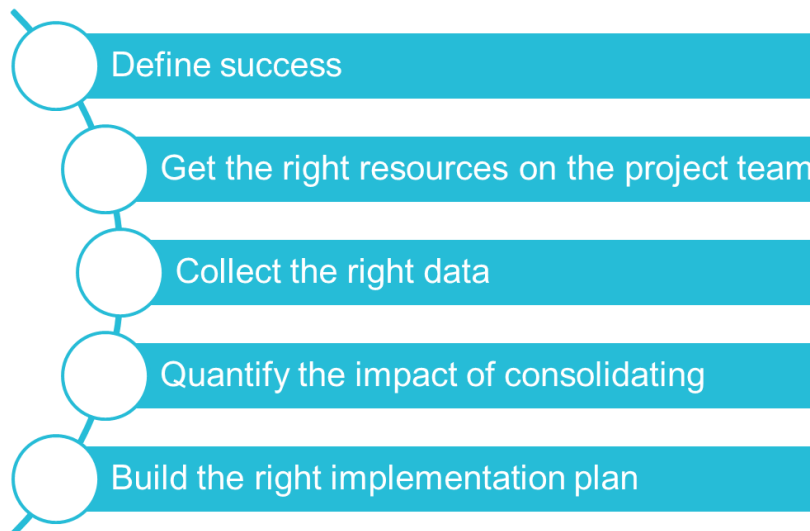 Define success
Get the right resources on the project team
Collect the right data
Quantify the impact of consolidating
Build the right implementation plan